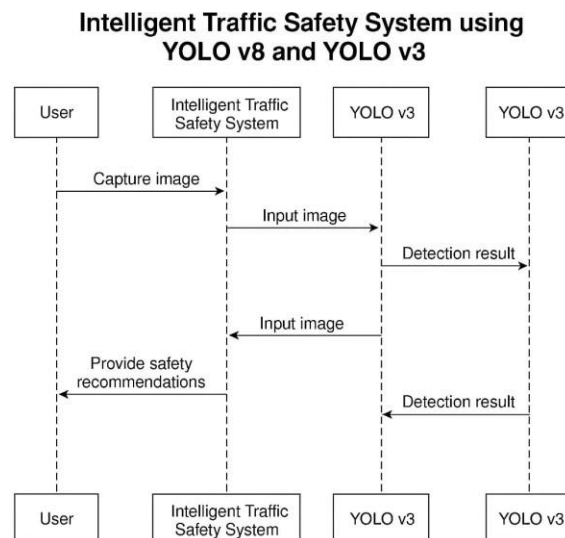 Intelligent Traffic Safety System using
YOLO v8 and YOLO v3
User
Intelligent Traffic
Safety System
YOLO v3
YOLO v3
Capture image
Input image
Detection result
Input image
Provide safety
recommendations
Detection result
User
Intelligent Traffic
Safety System
YOLO v3
YOLO v3